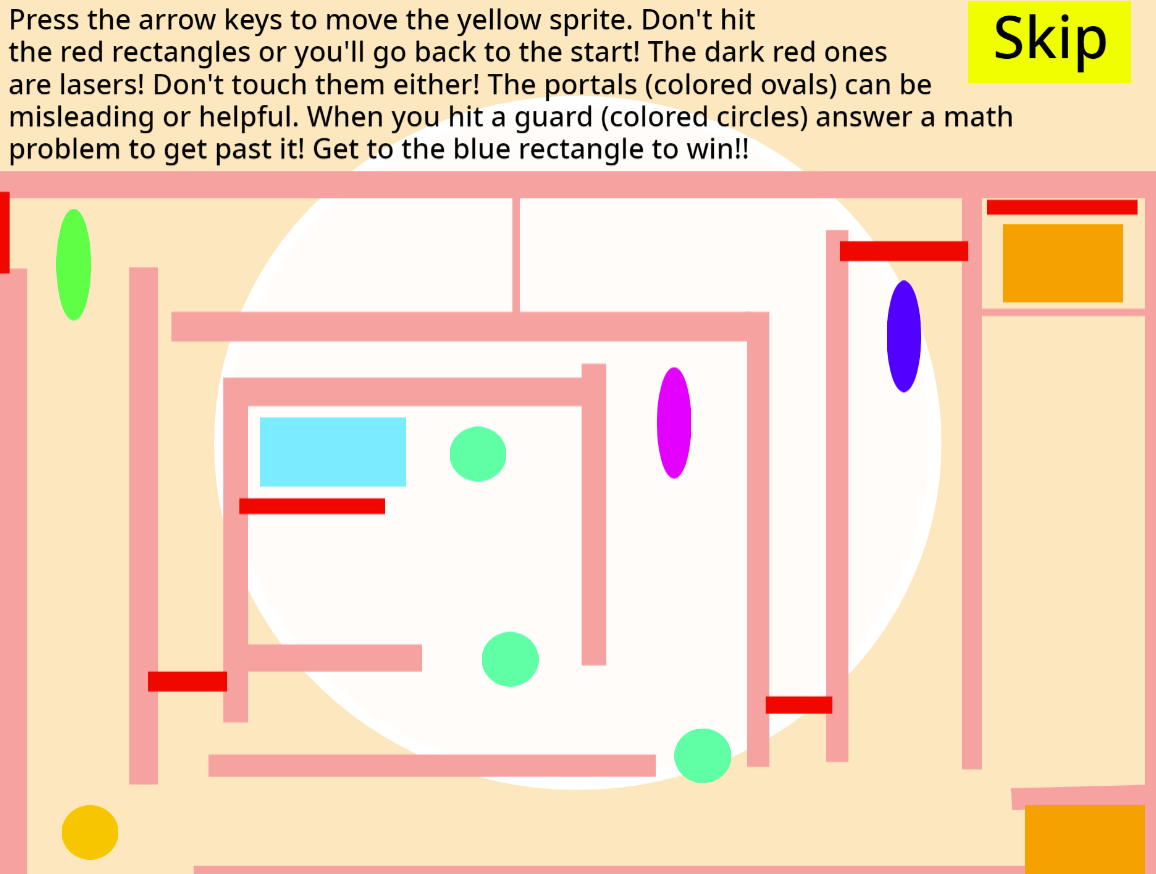 Press the arrow keys to move the yellow sprite. Don't hit
the red rectangles or you'll go back to the start! The dark red ones
are lasers! Don't touch them either! The portals (colored ovals) can be
misleading or helpful. When you hit a guard (colored circles) answer a math
problem to get past it! Get to the blue rectangle to win!!
Skip